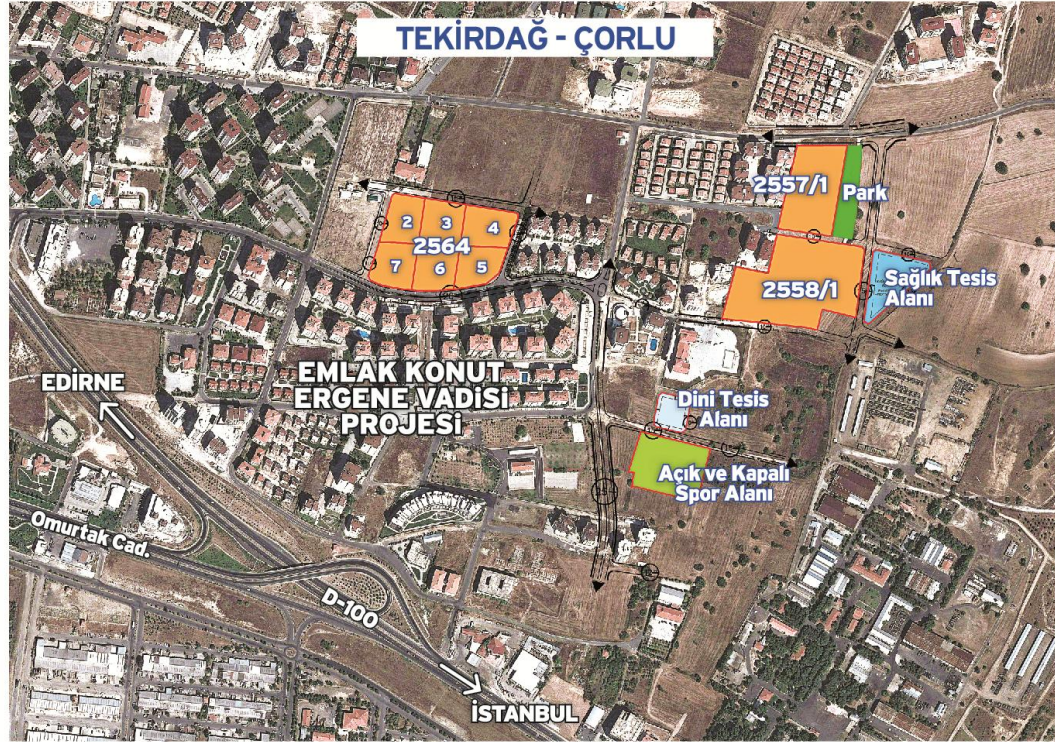 TEKİRDAĞ - ÇORLU
2557/1
Park
2
3
4
2564
7
6
5
2558/1
Sağlık Tesis
Alanı
EDİRNE
EMLAK KONUT
ERGENE VADİSİ
PROJESİ
Dini Tesis
Alanı
Açık ve Kapalı
Spor Alanı
Omurtak Cad.
D-100
İSTANBUL